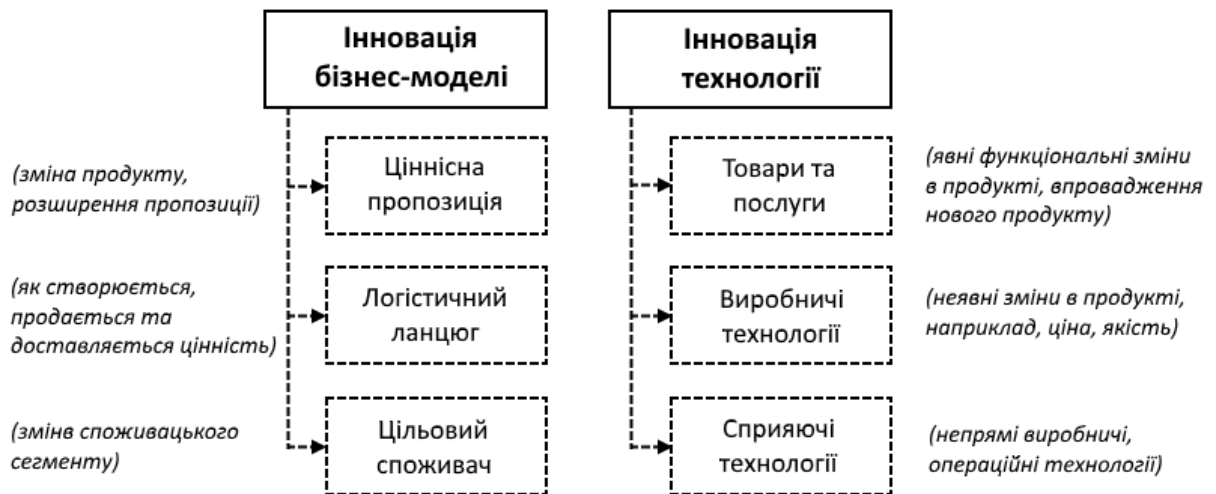 Інновація
бізнес-моделі
Інновація
технології
(зміна продукту,
розширення пропозиції)
Ціннісна
пропозиція
Товари та
послуги
(явні функціональні зміни
в продукті, впровадження
нового продукту)
(як створюється,
продається та
доставляється цінність)
Логістичний
ланцюг
Виробничі
технології
(неявні зміни в продукті,
наприклад, ціна, якість)
(змінв споживацького
сегменту)
Цільовий
споживач
Сприяючі
технології
(непрямі виробничі,
операційні технології)